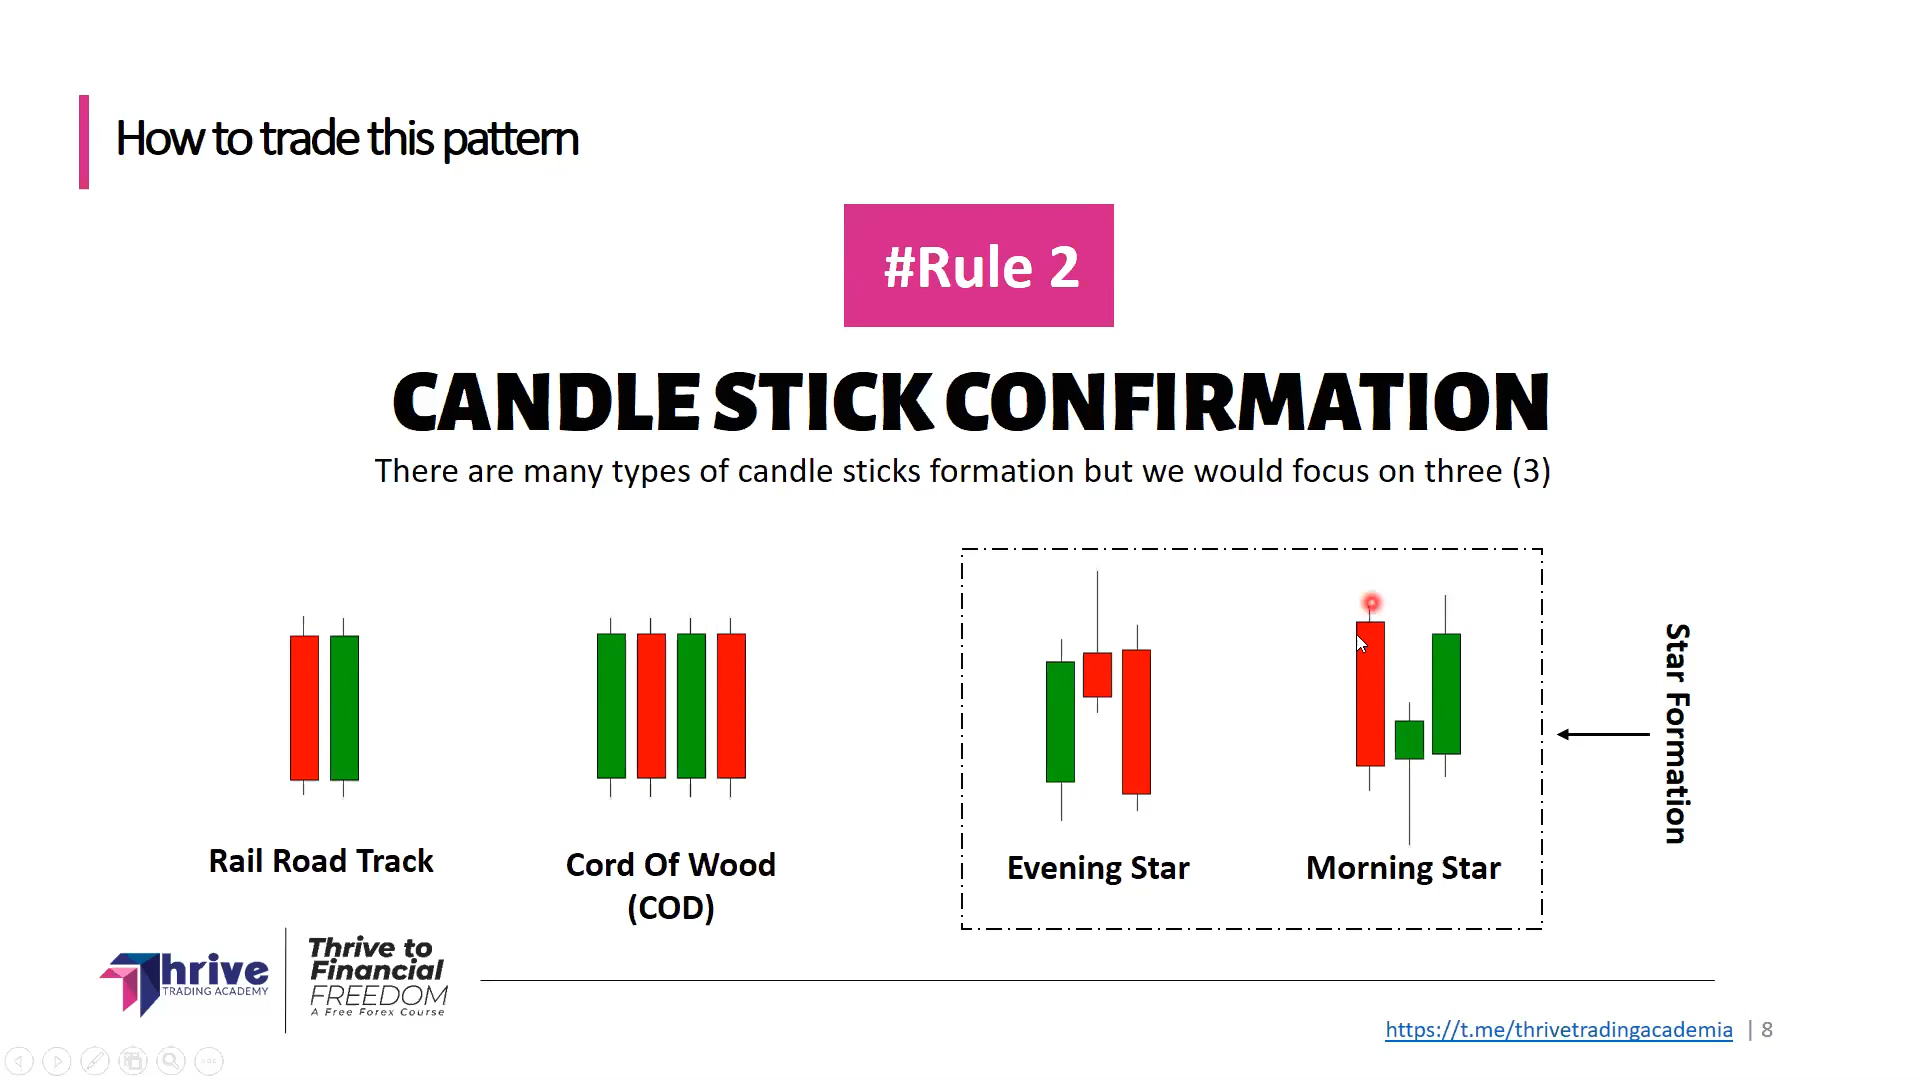 How to trade this pattern
#Rule 2
CANDLE STICK CONFIRMATION
There are many types of candle sticks formation but we would focus on three (3)
Rail Road Track
Cord Of Wood
(COD)
Evening Star
Morning Star
Star Formation
Thrive
TRADING ACADEMY
Thrive to
Financial
FREEDOM
A Free Forex Course
https://t.me/thrivetradingacademia | 8